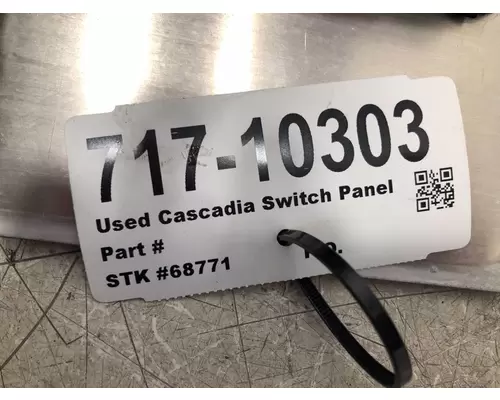 717-10303
Used Cascadia Switch Panel
Part #
STK #68771